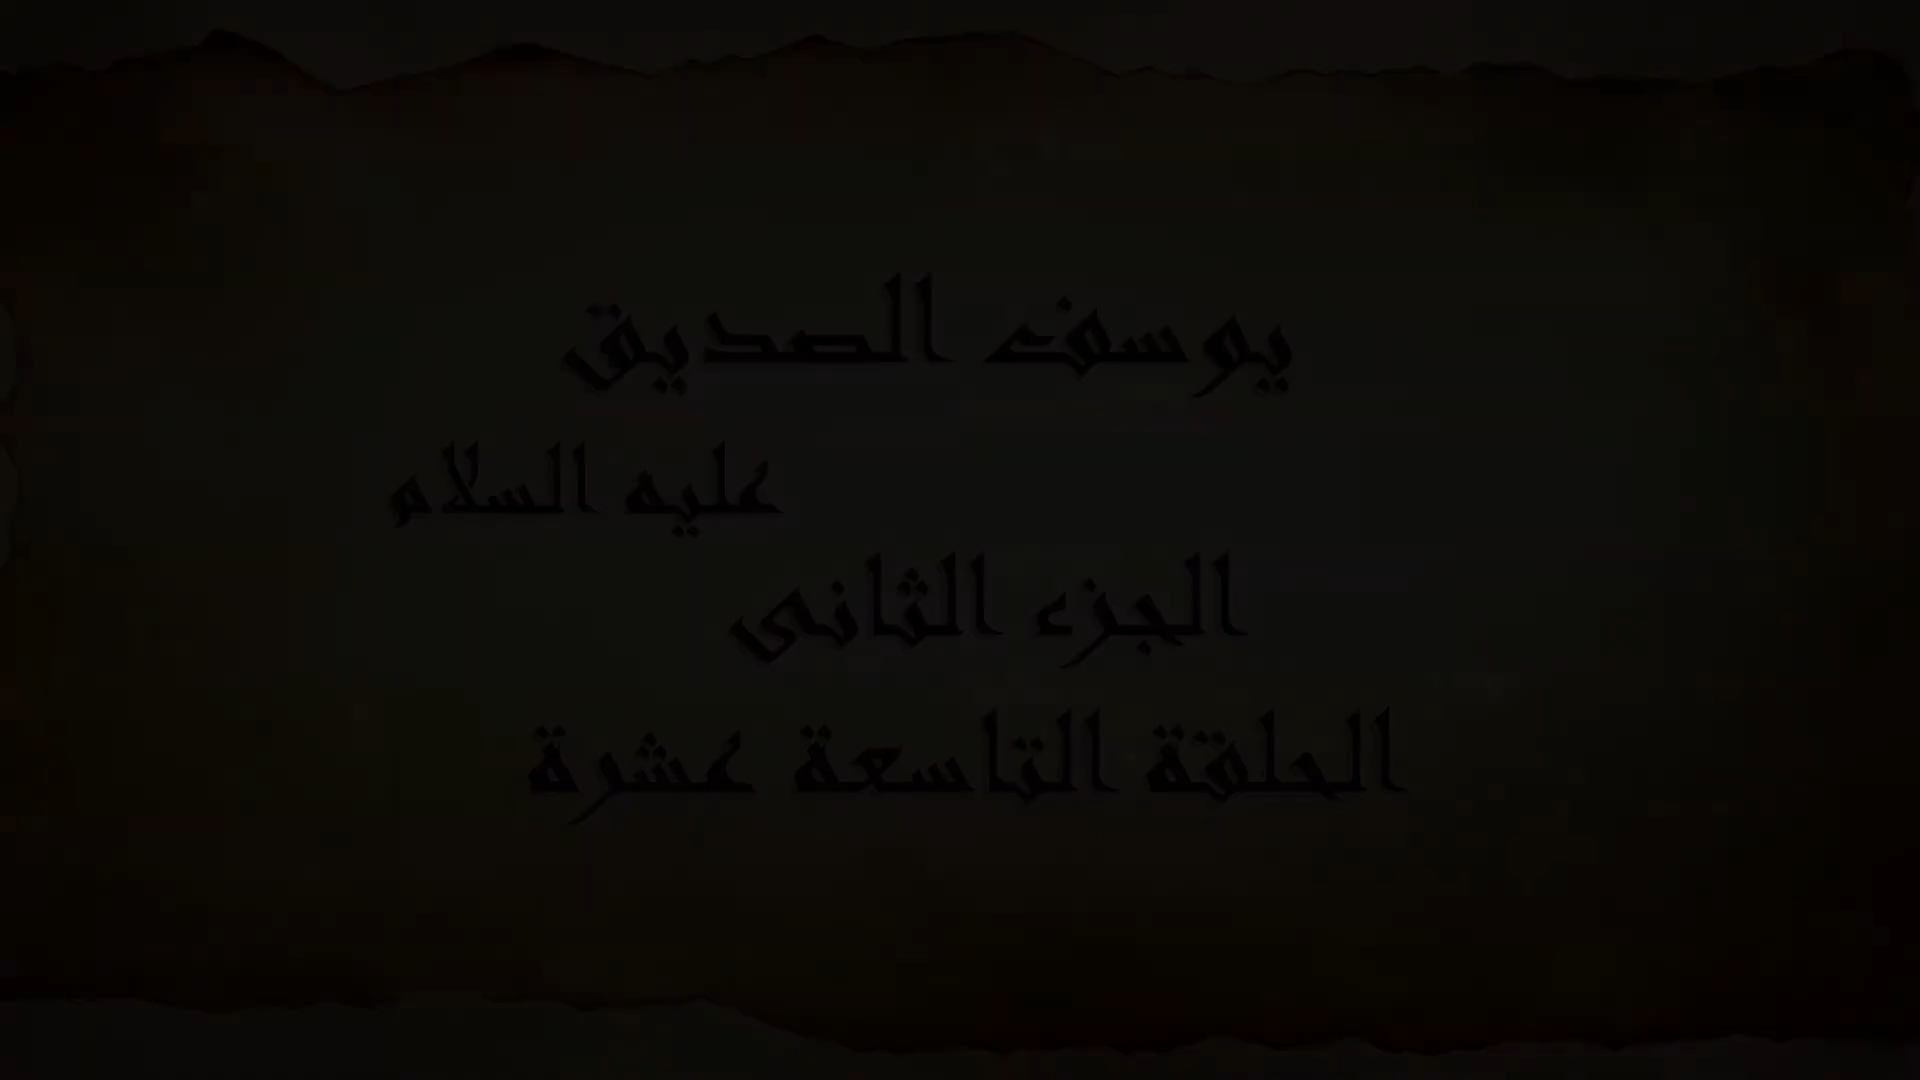 يوسف الصديق
عليه السلام
الجزء الثانى
الحلقة التاسعة عشرة